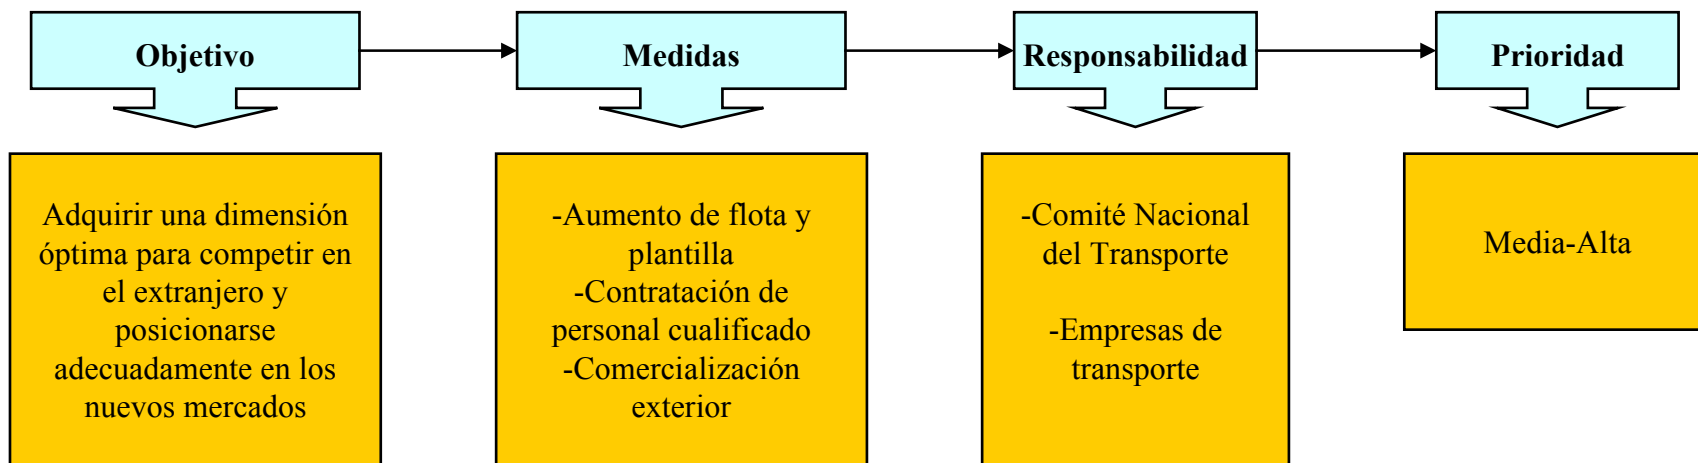 Objetivo
Medidas
Responsabilidad
Prioridad
Adquirir una dimensión
óptima para competir en
el extranjero y
posicionarse
adecuadamente en los
nuevos mercados
-Aumento de flota y
plantilla
-Contratación de
personal cualificado
-Comercialización
exterior
-Comité Nacional
del Transporte
-Empresas de
transporte
Media-Alta